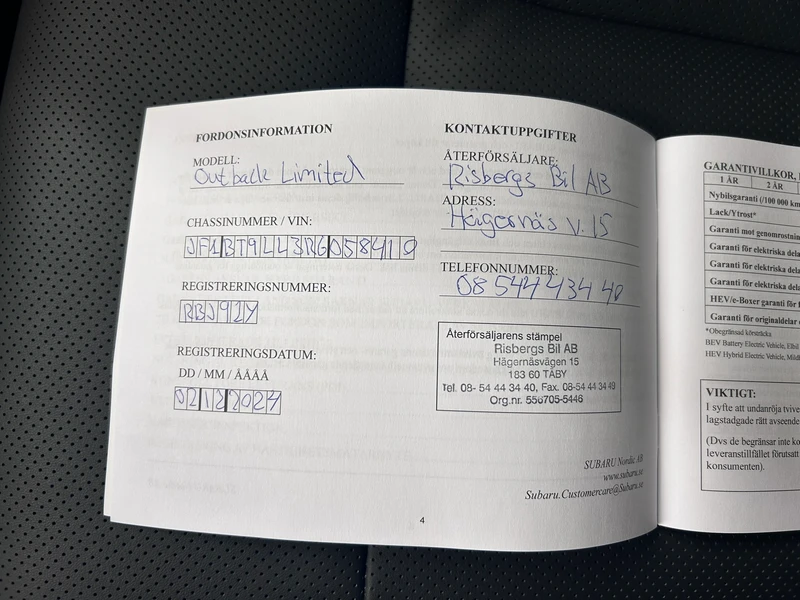 FORDONSINFORMATION
MODELL:
Outback Limited
CHASSINUMMER / VIN:
JF1BT9LL3RG058419
REGISTRERINGSNUMMER:
RBJ92Y
REGISTRERINGSDATUM:
DD / MM / ÅÅÅÅ
02 12 2024
KONTAKTUPPGIFTER
ÅTERFÖRSÄLJARE:
Risbergs Bil AB
ADRESS:
Hägernäs v. 15
TELEFONNUMMER:
08 544 434 40
Återförsäljarens stämpel
Risbergs Bil AB
Hägernäsvägen 15
183 60 TÄBY
Tel. 08- 54 44 34 40, Fax. 08-54 44 34 49
Org.nr. 556705-5446
SUBARU Nordic AB
www.subaru.se
Subaru.Customercare@Subaru.se
4
GARANTIVILLKOR,
1 ÅR 2 ÅR
Nybilsgaranti (/100 000 km
Lack/Ytrost*
Garanti mot genomrostnin
Garanti för elektriska dela
Garanti för elektriska dela
Garanti för elektriska dela
HEV/e-Boxer garanti för
Garanti för originaldelar
*Obegränsad körsträcka
BEV Battery Electric Vehicle, Elbil
HEV Hybrid Electric Vehicle, Mild
VIKTIGT:
I syfte att undanröja tvive
lagstadgade rätt avseende
(Dvs de begränsar inte ko
leveranstillfället förutsatt
konsumenten).